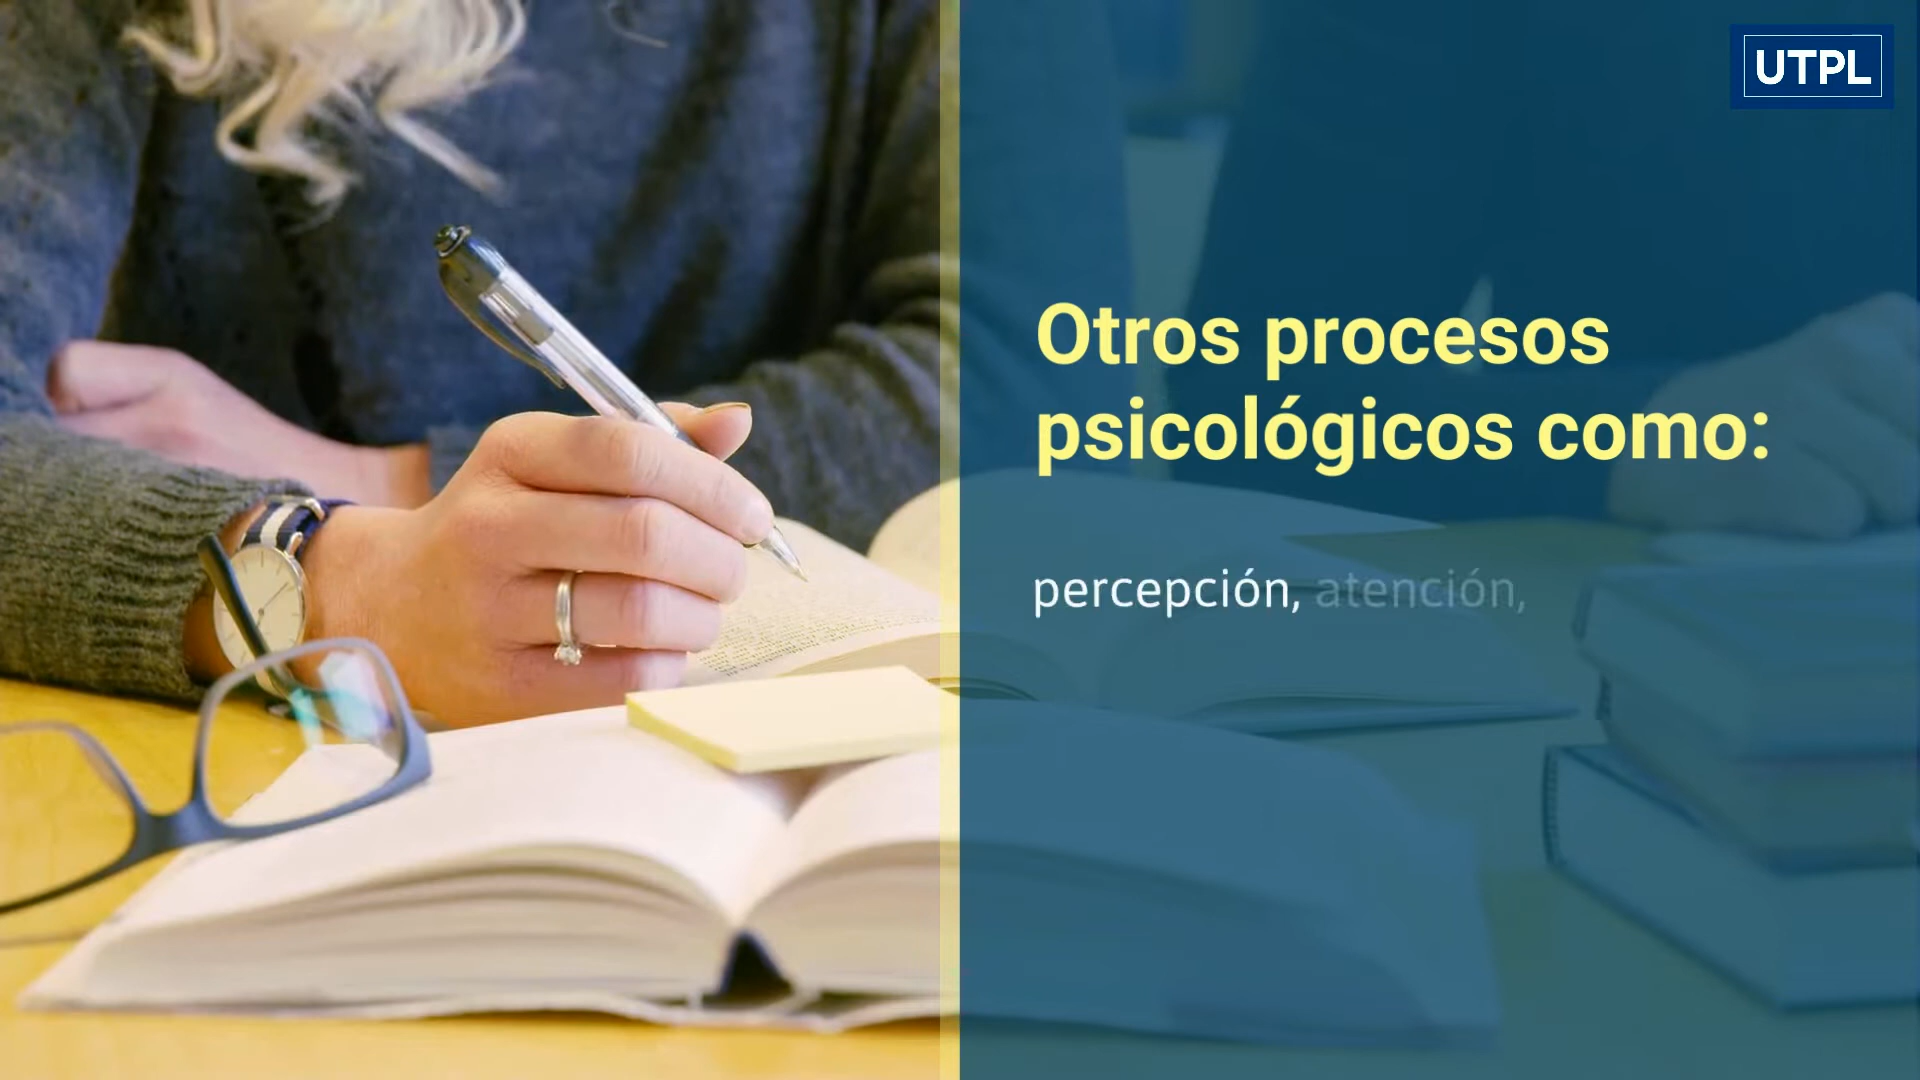 UTPL
Otros procesos
psicológicos como:
percepción, atención,